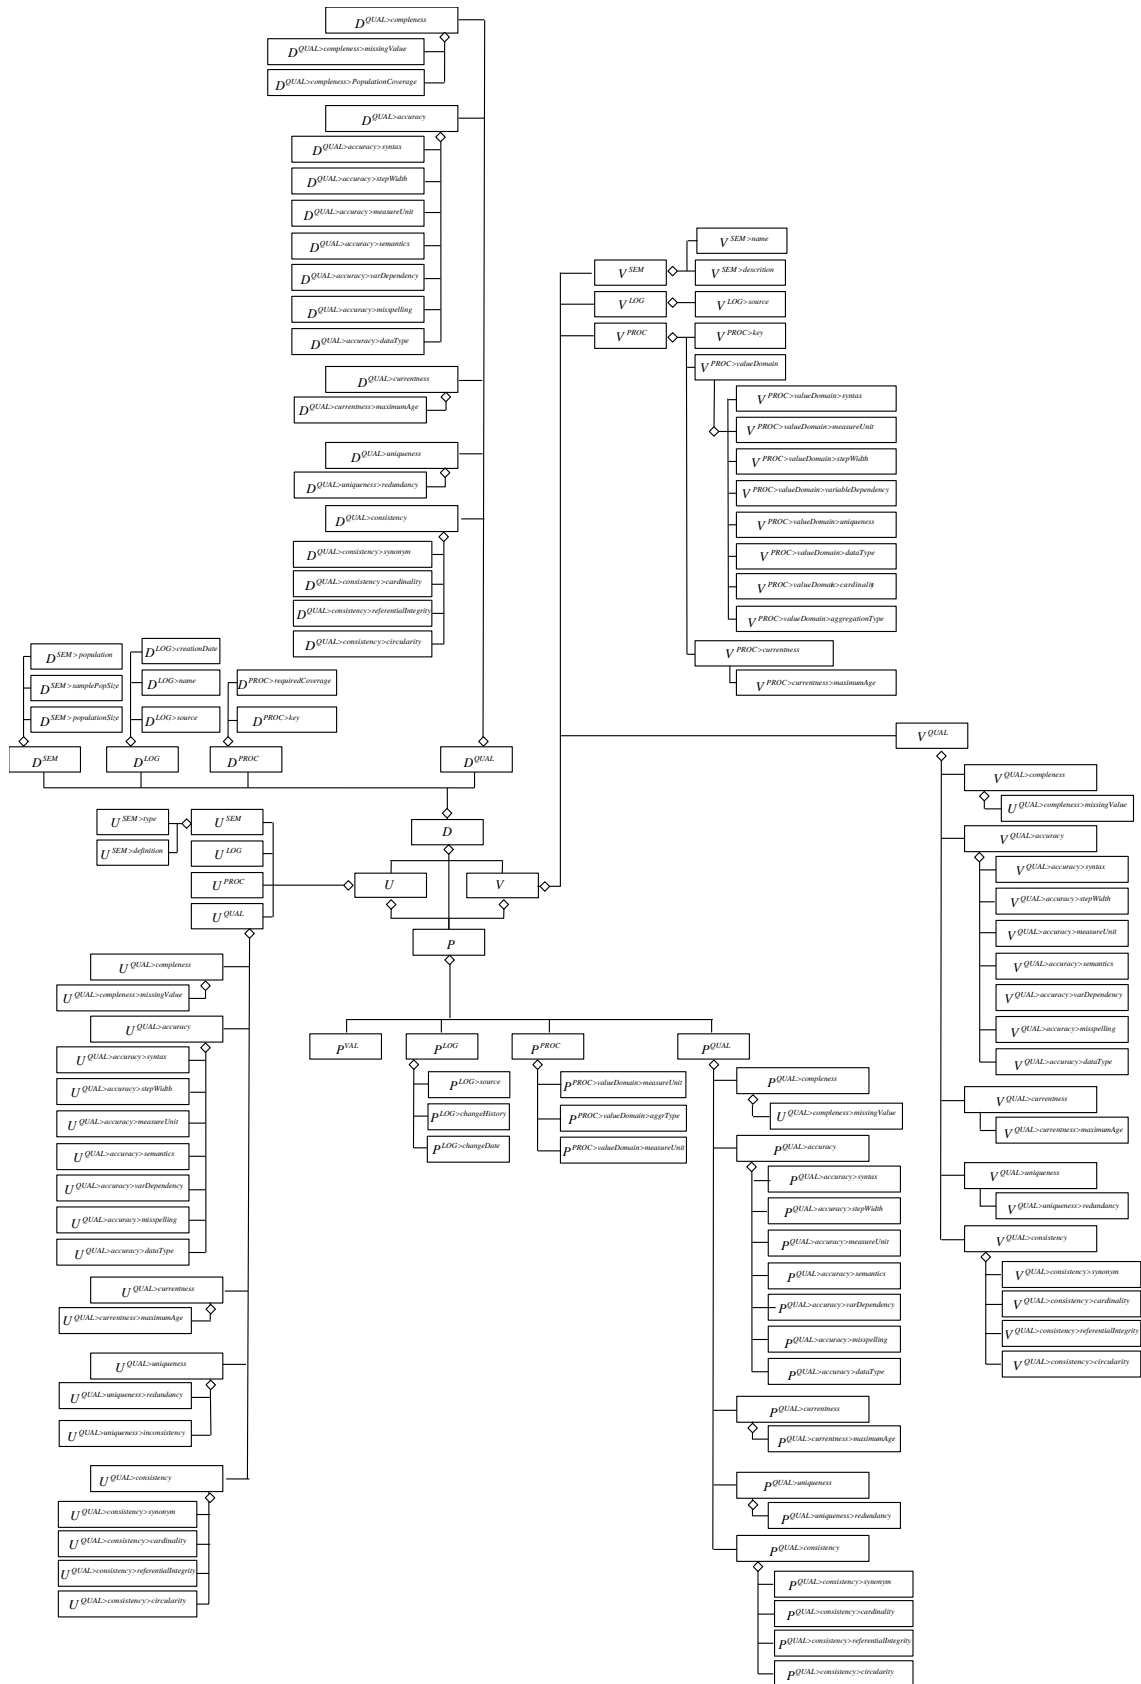 D^QUAL>compleness
D^QUAL>compleness>missingValue
D^QUAL>compleness>PopulationCoverage
D^QUAL>accuracy
D^QUAL>accuracy>syntax
D^QUAL>accuracy>stepWidth
D^QUAL>accuracy>measureUnit
D^QUAL>accuracy>semantics
D^QUAL>accuracy>varDependency
D^QUAL>accuracy>misspelling
D^QUAL>accuracy>dataType
D^QUAL>currentness
D^QUAL>currentness>maximumAge
D^QUAL>uniqueness
D^QUAL>uniqueness>redundancy
D^QUAL>consistency
D^QUAL>consistency>synonym
D^QUAL>consistency>cardinality
D^QUAL>consistency>referentialIntegrity
D^QUAL>consistency>circularity
D^SEM>population
D^SEM>samplePopSize
D^SEM>populationSize
D^LOG>creationDate
D^LOG>name
D^LOG>source
D^PROC>requiredCoverage
D^PROC>key
D^SEM
D^LOG
D^PROC
D^QUAL
V^SEM
V^LOG
V^PROC
V^SEM>name
V^SEM>descrition
V^LOG>source
V^PROC>key
V^PROC>valueDomain
V^PROC>valueDomain>syntax
V^PROC>valueDomain>measureUnit
V^PROC>valueDomain>stepWidth
V^PROC>valueDomain>variableDependency
V^PROC>valueDomain>uniqueness
V^PROC>valueDomain>dataType
V^PROC>valueDomain>cardinality
V^PROC>valueDomain>aggregationType
V^PROC>currentness
V^PROC>currentness>maximumAge
V^QUAL
V^QUAL>compleness
U^QUAL>compleness>missingValue
V^QUAL>accuracy
V^QUAL>accuracy>syntax
V^QUAL>accuracy>stepWidth
V^QUAL>accuracy>measureUnit
V^QUAL>accuracy>semantics
V^QUAL>accuracy>varDependency
V^QUAL>accuracy>misspelling
V^QUAL>accuracy>dataType
V^QUAL>currentness
V^QUAL>currentness>maximumAge
V^QUAL>uniqueness
V^QUAL>uniqueness>redundancy
V^QUAL>consistency
V^QUAL>consistency>synonym
V^QUAL>consistency>cardinality
V^QUAL>consistency>referentialIntegrity
V^QUAL>consistency>circularity
D
U
V
P
U^SEM>type
U^SEM>definition
U^SEM
U^LOG
U^PROC
U^QUAL
U^QUAL>compleness
U^QUAL>compleness>missingValue
U^QUAL>accuracy
U^QUAL>accuracy>syntax
U^QUAL>accuracy>stepWidth
U^QUAL>accuracy>measureUnit
U^QUAL>accuracy>semantics
U^QUAL>accuracy>varDependency
U^QUAL>accuracy>misspelling
U^QUAL>accuracy>dataType
U^QUAL>currentness
U^QUAL>currentness>maximumAge
U^QUAL>uniqueness
U^QUAL>uniqueness>redundancy
U^QUAL>uniqueness>inconsistency
U^QUAL>consistency
U^QUAL>consistency>synonym
U^QUAL>consistency>cardinality
U^QUAL>consistency>referentialIntegrity
U^QUAL>consistency>circularity
P^VAL
P^LOG
P^PROC
P^QUAL
P^LOG>source
P^LOG>changeHistory
P^LOG>changeDate
P^PROC>valueDomain>measureUnit
P^PROC>valueDomain>aggrType
P^PROC>valueDomain>measureUnit
P^QUAL>compleness
U^QUAL>compleness>missingValue
P^QUAL>accuracy
P^QUAL>accuracy>syntax
P^QUAL>accuracy>stepWidth
P^QUAL>accuracy>measureUnit
P^QUAL>accuracy>semantics
P^QUAL>accuracy>varDependency
P^QUAL>accuracy>misspelling
P^QUAL>accuracy>dataType
P^QUAL>currentness
P^QUAL>currentness>maximumAge
P^QUAL>uniqueness
P^QUAL>uniqueness>redundancy
P^QUAL>consistency
P^QUAL>consistency>synonym
P^QUAL>consistency>cardinality
P^QUAL>consistency>referentialIntegrity
P^QUAL>consistency>circularity